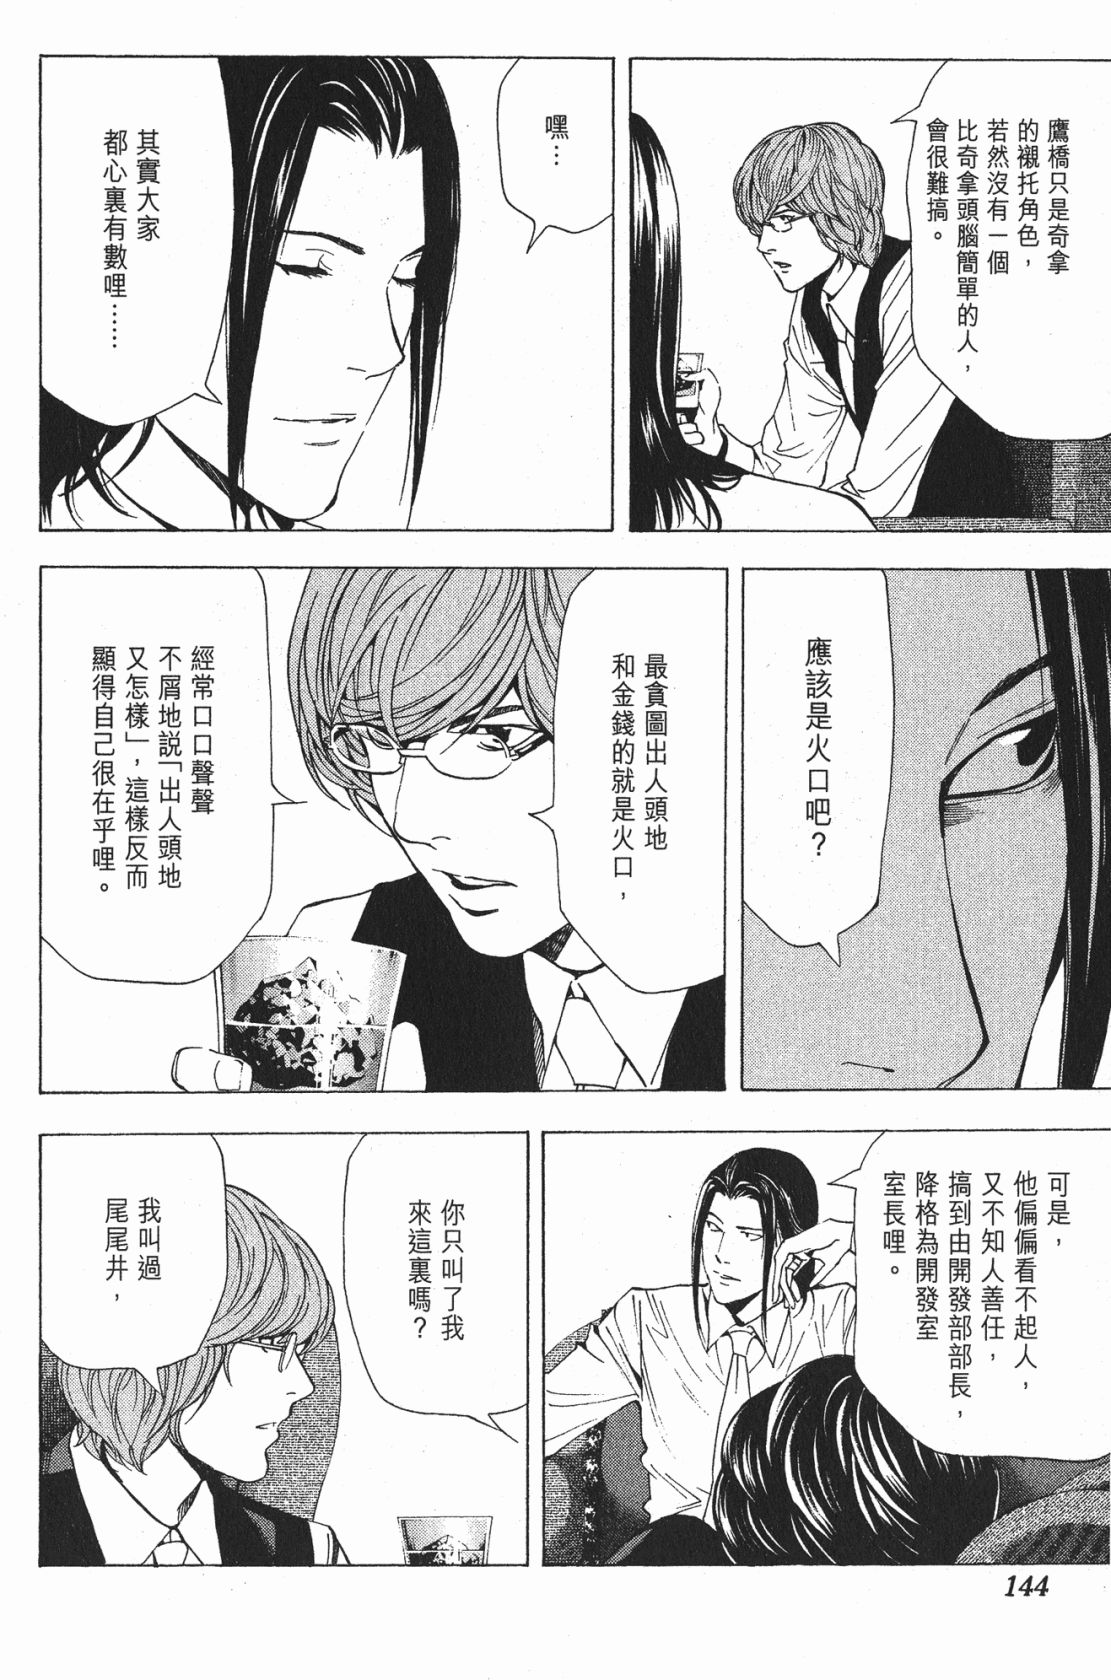 鷹橋只是奇拿
的襯托角色，
若然沒有一個
比奇拿頭腦簡單的人，
會很難搞。
嘿…
其實大家
都心裏有數哩……
應該是火口吧？
最貪圖出人頭地
和金錢的就是火口，
經常口口聲聲
不屑地説「出人頭地
又怎樣」，這樣反而
顯得自己很在乎哩。
可是，
他偏偏看不起人，
又不知人善任，
搞到由開發部部長，
降格為開發室
室長哩。
你只叫了我
來這裏嗎？
我叫過
尾尾井，
144